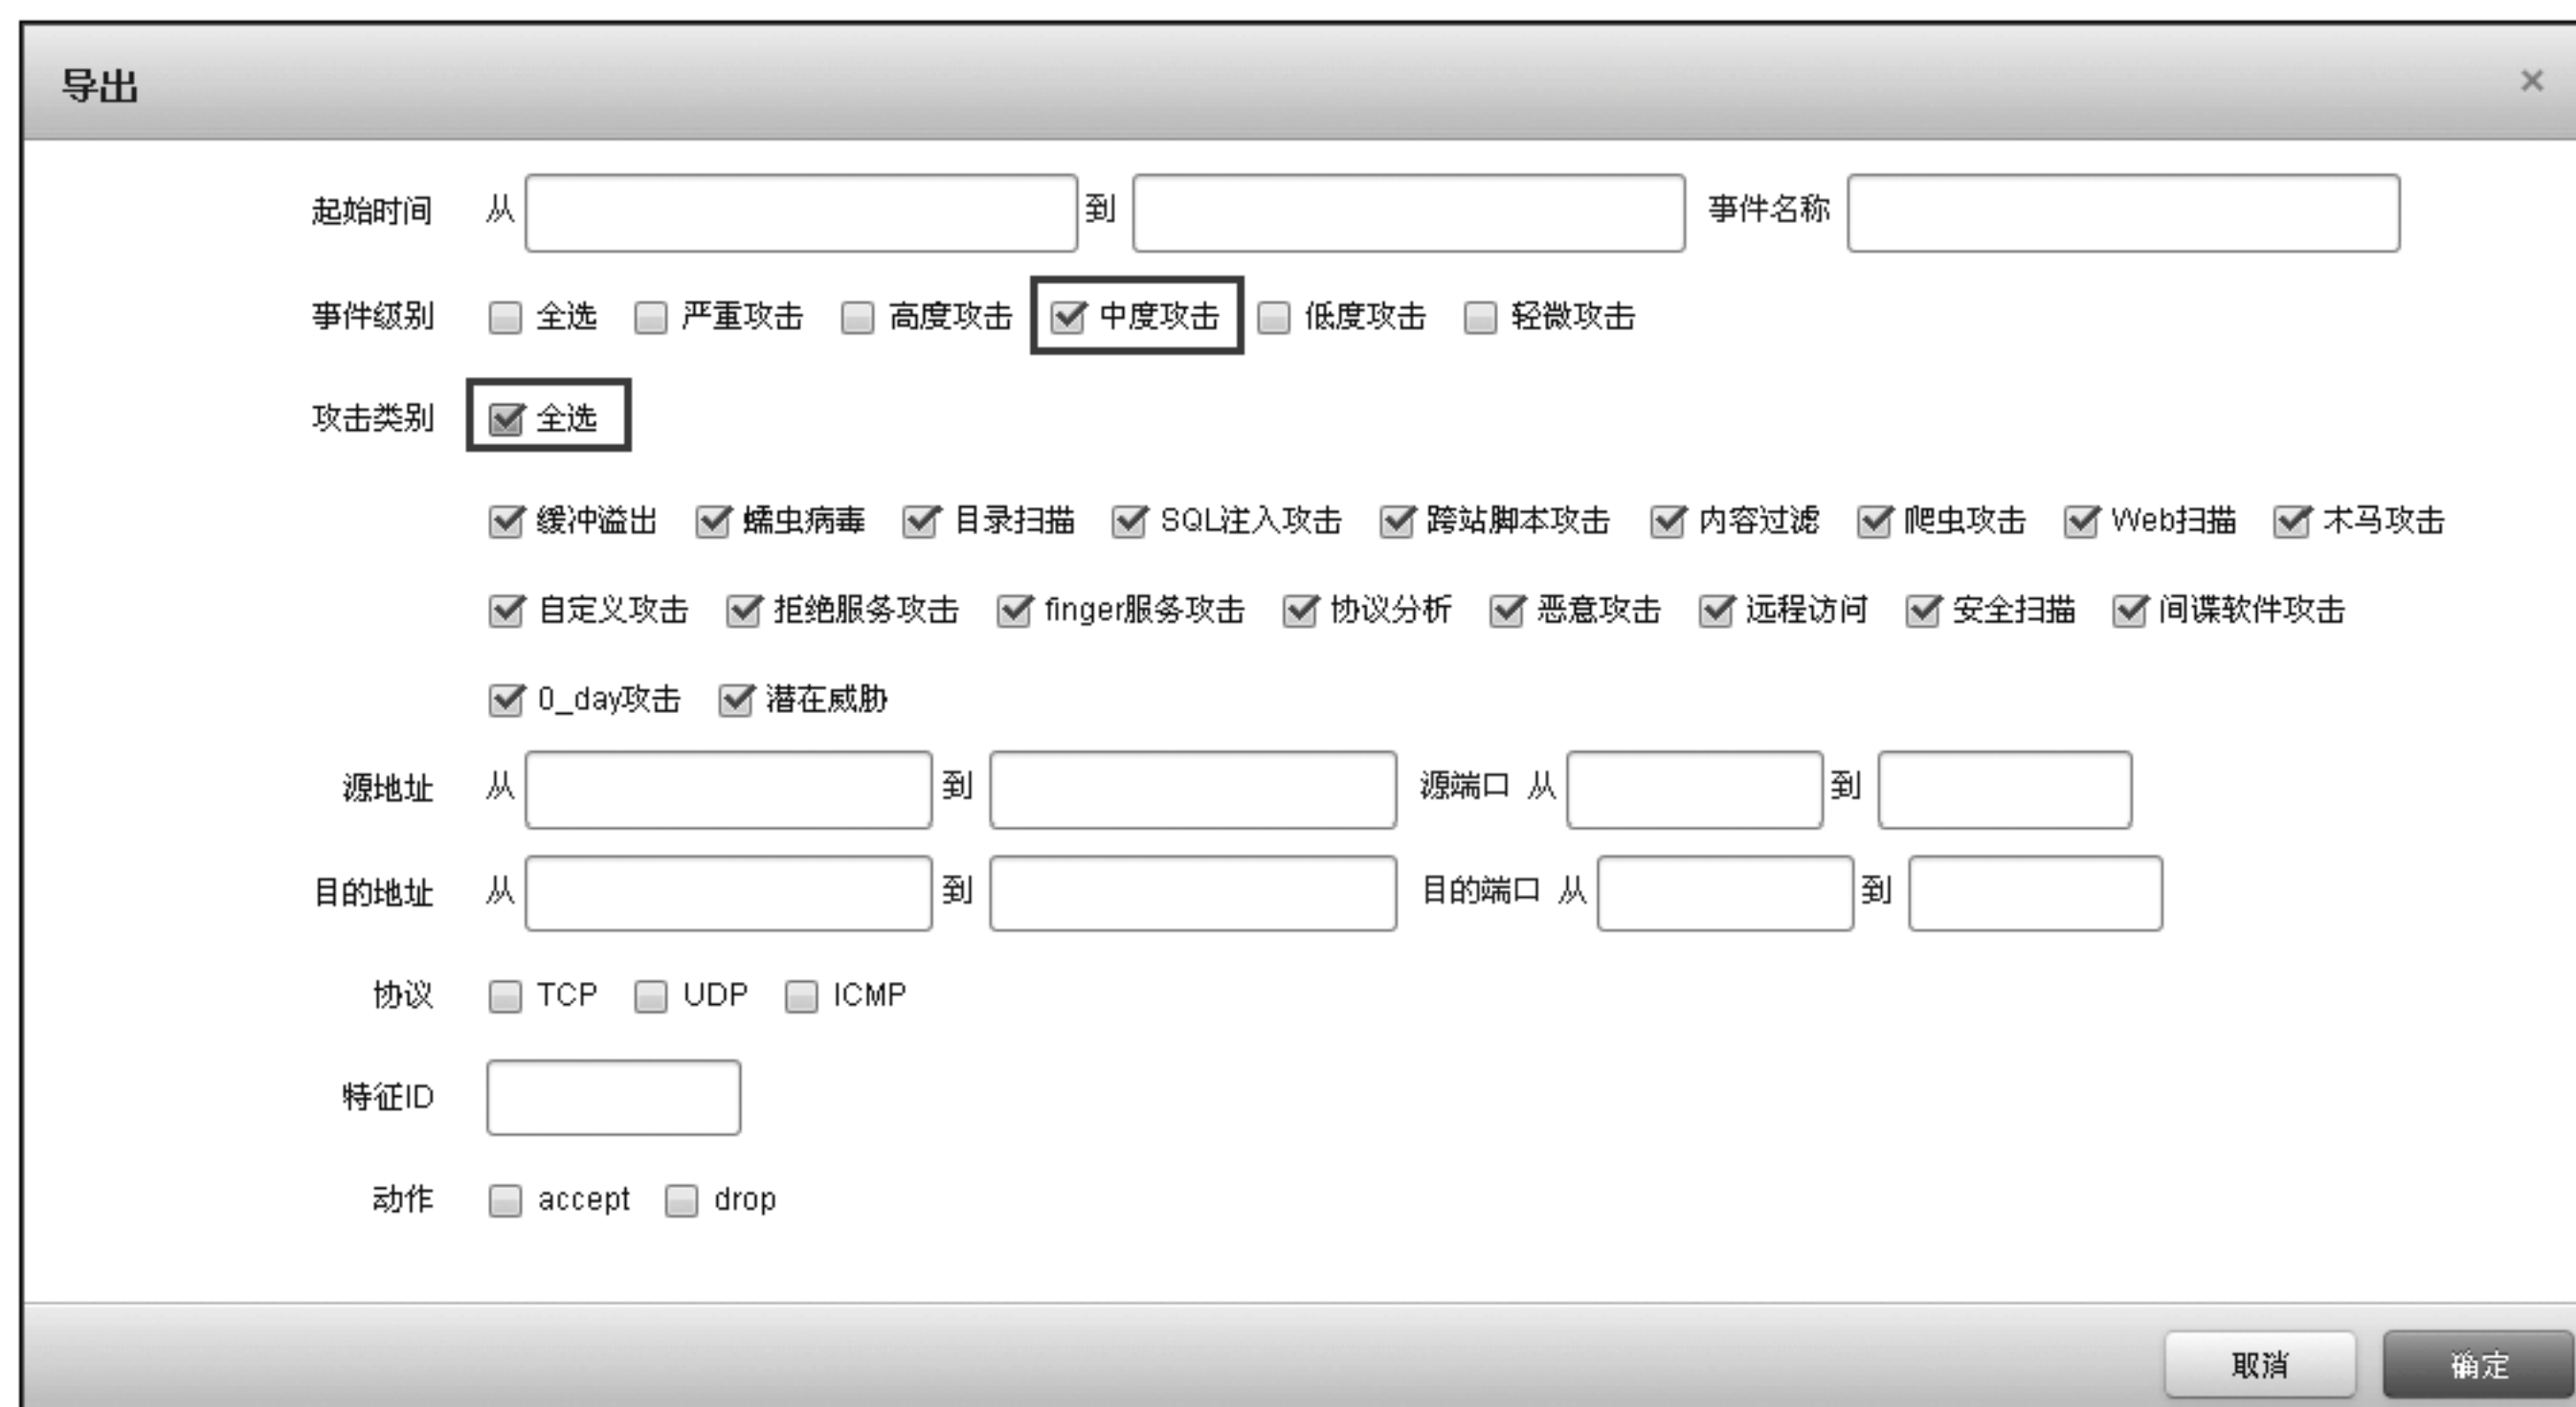 导出
起始时间 从 到 事件名称
事件级别 全选 严重攻击 高度攻击 中度攻击 低度攻击 轻微攻击
攻击类别 全选
缓冲溢出 蠕虫病毒 目录扫描 SQL注入攻击 跨站脚本攻击 内容过滤 爬虫攻击 Web扫描 木马攻击
自定义攻击 拒绝服务攻击 finger服务攻击 协议分析 恶意攻击 远程访问 安全扫描 间谍软件攻击
0_day攻击 潜在威胁
源地址 从 到 源端口 从 到
目的地址 从 到 目的端口 从 到
协议 TCP UDP ICMP
特征ID
动作 accept drop
取消 确定